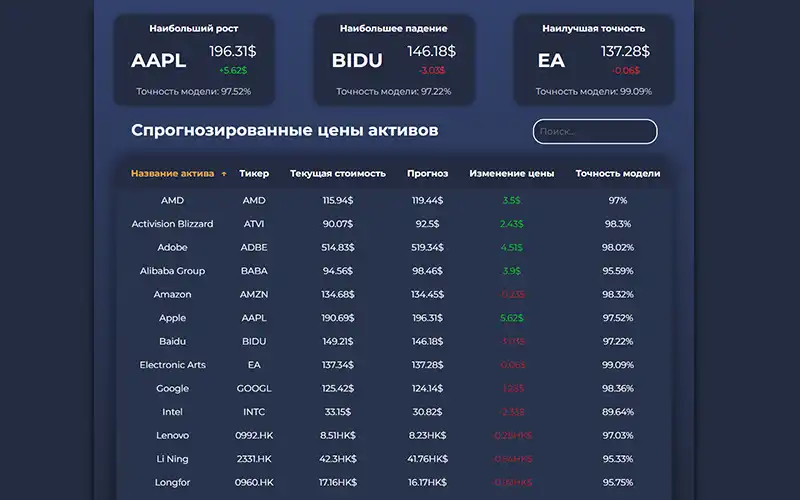 Наибольший рост
AAPL 196.31$
+5.62$
Точность модели: 97.52%
Наибольшее падение
BIDU 146.18$
-3.03$
Точность модели: 97.22%
Наилучшая точность
EA 137.28$
-0.06$
Точность модели: 99.09%
Спрогнозированные цены активов
Поиск...
Название актива ↑ Тикер Текущая стоимость Прогноз Изменение цены Точность модели
AMD AMD 115.94$ 119.44$ 3.5$ 97%
Activision Blizzard ATVI 90.07$ 92.5$ 2.43$ 98.3%
Adobe ADBE 514.83$ 519.34$ 4.51$ 98.02%
Alibaba Group BABA 94.56$ 98.46$ 3.9$ 95.59%
Amazon AMZN 134.68$ 134.45$ -0.23$ 98.32%
Apple AAPL 190.69$ 196.31$ 5.62$ 97.52%
Baidu BIDU 149.21$ 146.18$ -3.03$ 97.22%
Electronic Arts EA 137.34$ 137.28$ -0.06$ 99.09%
Google GOOGL 125.42$ 124.14$ -1.28$ 98.36%
Intel INTC 33.15$ 30.82$ -2.33$ 89.64%
Lenovo 0992.HK 8.51HK$ 8.23HK$ -0.28HK$ 97.03%
Li Ning 2331.HK 42.3HK$ 41.76HK$ -0.54HK$ 95.33%
Longfor 0960.HK 17.16HK$ 16.17HK$ 95.75%